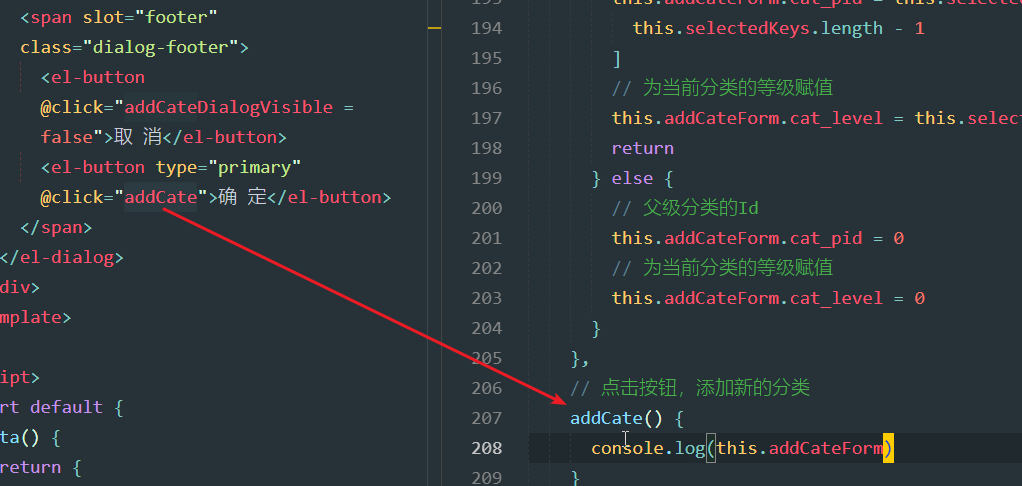 <span slot="footer"
class="dialog-footer">
<el-button
@click="addCateDialogVisible =
false">取 消</el-button>
<el-button type="primary"
@click="addCate">确 定</el-button>
</span>
</el-dialog>
div>
mplate>
ipt>
rt default {
ta() {
return {
193 this.addCateForm.cat_pid = this.selected
194 this.selectedKeys.length - 1
195 ]
196 // 为当前分类的等级赋值
197 this.addCateForm.cat_level = this.selec
198 return
199 } else {
200 // 父级分类的Id
201 this.addCateForm.cat_pid = 0
202 // 为当前分类的等级赋值
203 this.addCateForm.cat_level = 0
204 }
205 },
206 // 点击按钮，添加新的分类
207 addCate() {
208 console.log(this.addCateForm)
209 }